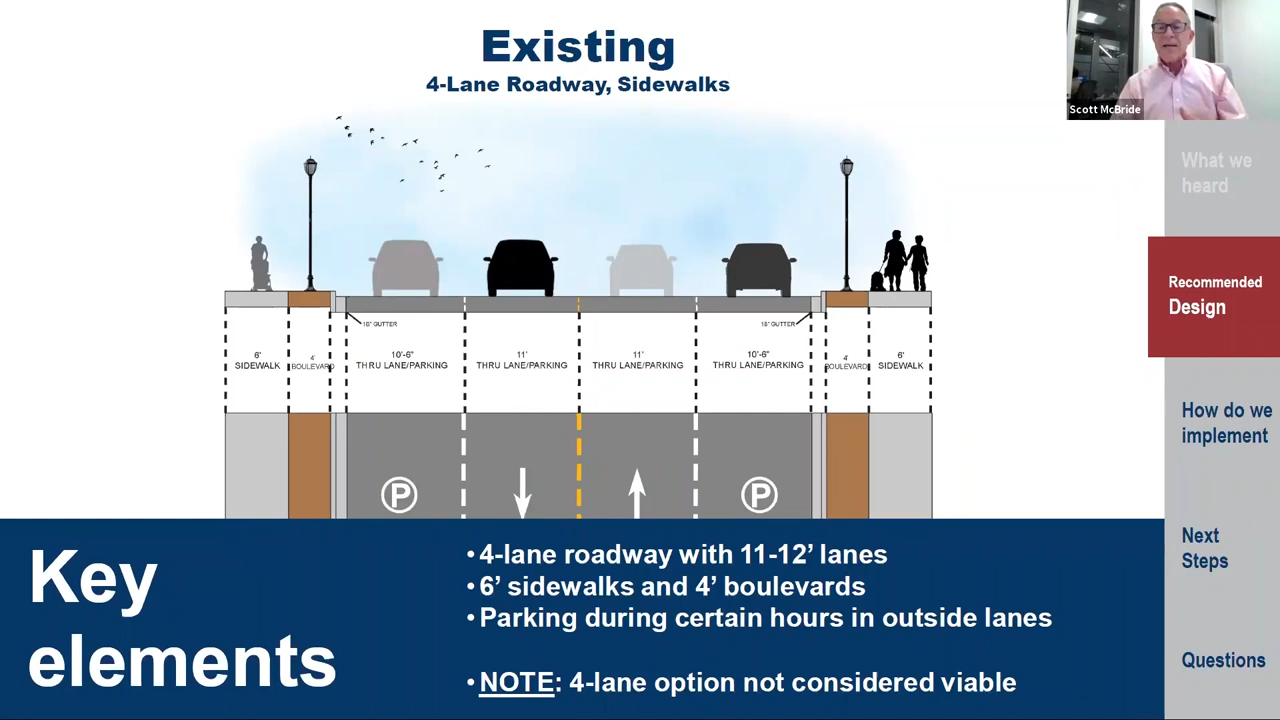 Existing
4-Lane Roadway, Sidewalks
Scott McBride
What we
heard
Recommended
Design
How do we
implement
Next
Steps
Questions
18" GUTTER
18" GUTTER
6'
SIDEWALK
4'
BOULEVARD
10'-6"
THRU LANE/PARKING
11'
THRU LANE/PARKING
11'
THRU LANE/PARKING
10'-6"
THRU LANE/PARKING
4'
BOULEVARD
6'
SIDEWALK
P
P
Key
elements
•4-lane roadway with 11-12’ lanes
•6’ sidewalks and 4’ boulevards
•Parking during certain hours in outside lanes
•NOTE: 4-lane option not considered viable